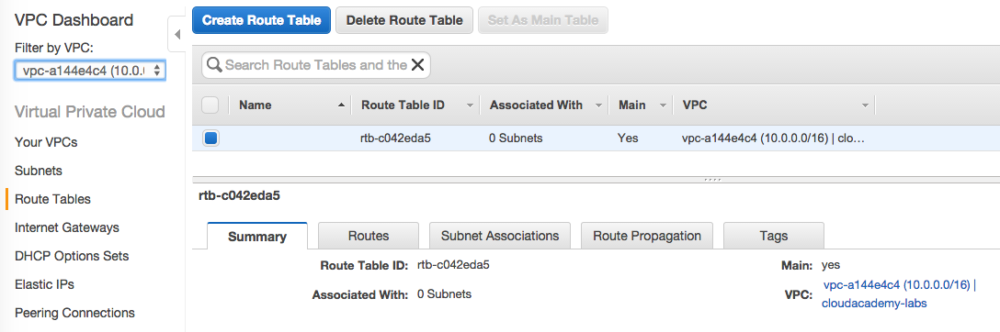 VPC Dashboard
Filter by VPC:
vpc-a144e4c4 (10.0.(
Virtual Private Cloud
Your VPCs
Subnets
Route Tables
Internet Gateways
DHCP Options Sets
Elastic IPs
Peering Connections
Create Route Table Delete Route Table Set As Main Table
Search Route Tables and the
Name Route Table ID Associated With Main VPC
rtb-c042eda5 0 Subnets Yes vpc-a144e4c4 (10.0.0.0/16) | clo...
rtb-c042eda5
Summary Routes Subnet Associations Route Propagation Tags
Route Table ID: rtb-c042eda5 Main: yes
Associated With: 0 Subnets VPC: vpc-a144e4c4 (10.0.0.0/16) |
cloudacademy-labs